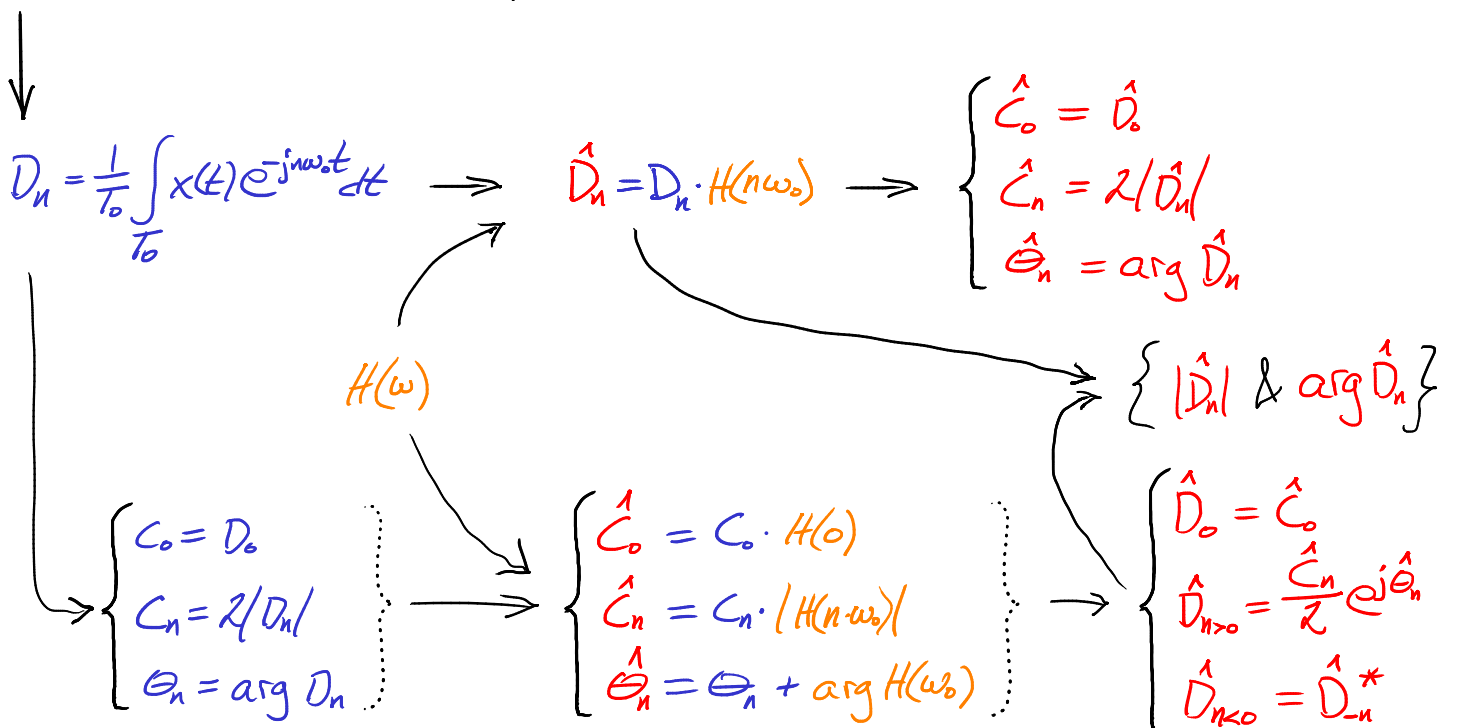 Dₙ = 1/T₀ ∫_T₀ x(t) e^{-jnω₀t} dt
D̂ₙ = Dₙ · H(nω₀)
Ĉ₀ = D̂₀
Ĉₙ = 2|D̂ₙ|
θ̂ₙ = arg D̂ₙ
H(ω)
{ |D̂ₙ| & arg D̂ₙ }
C₀ = D₀
Cₙ = 2|Dₙ|
θₙ = arg Dₙ
Ĉ₀ = C₀ · H(0)
Ĉₙ = Cₙ · |H(n·ω₀)|
θ̂ₙ = θₙ + arg H(ω₀)
D̂₀ = Ĉ₀
D̂_{n>0} = Ĉₙ/2 e^{jθ̂ₙ}
D̂_{n<0} = D̂_{-n}^*